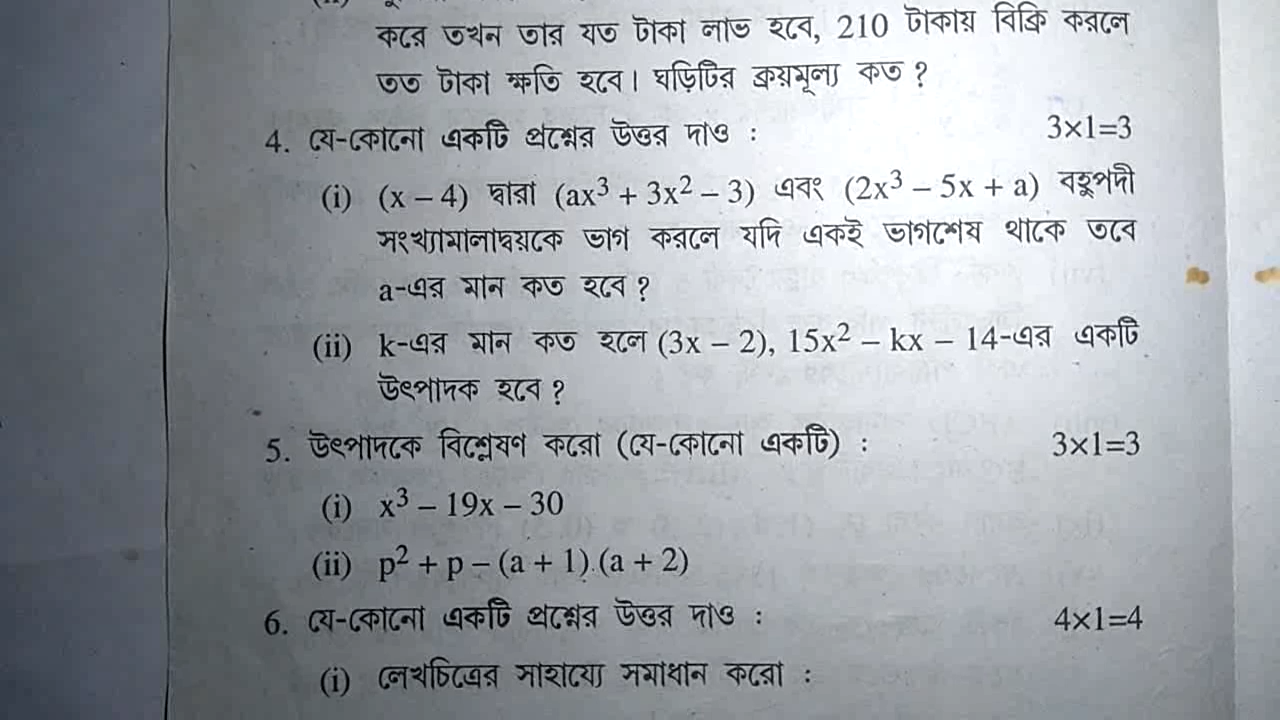 করে তখন তার যত টাকা লাভ হবে, 210 টাকায় বিক্রি করলে
তত টাকা ক্ষতি হবে। ঘড়িটির ক্রয়মূল্য কত ?
4. যে-কোনো একটি প্রশ্নের উত্তর দাও : 3×1=3
(i) (x – 4) দ্বারা (ax³ + 3x² – 3) এবং (2x³ – 5x + a) বহুপদী
সংখ্যামালাদ্বয়কে ভাগ করলে যদি একই ভাগশেষ থাকে তবে
a-এর মান কত হবে ?
(ii) k-এর মান কত হলে (3x – 2), 15x² – kx – 14-এর একটি
উৎপাদক হবে ?
5. উৎপাদকে বিশ্লেষণ করো (যে-কোনো একটি) : 3×1=3
(i) x³ – 19x – 30
(ii) p² + p – (a + 1) (a + 2)
6. যে-কোনো একটি প্রশ্নের উত্তর দাও : 4×1=4
(i) লেখচিত্রের সাহায্যে সমাধান করো :